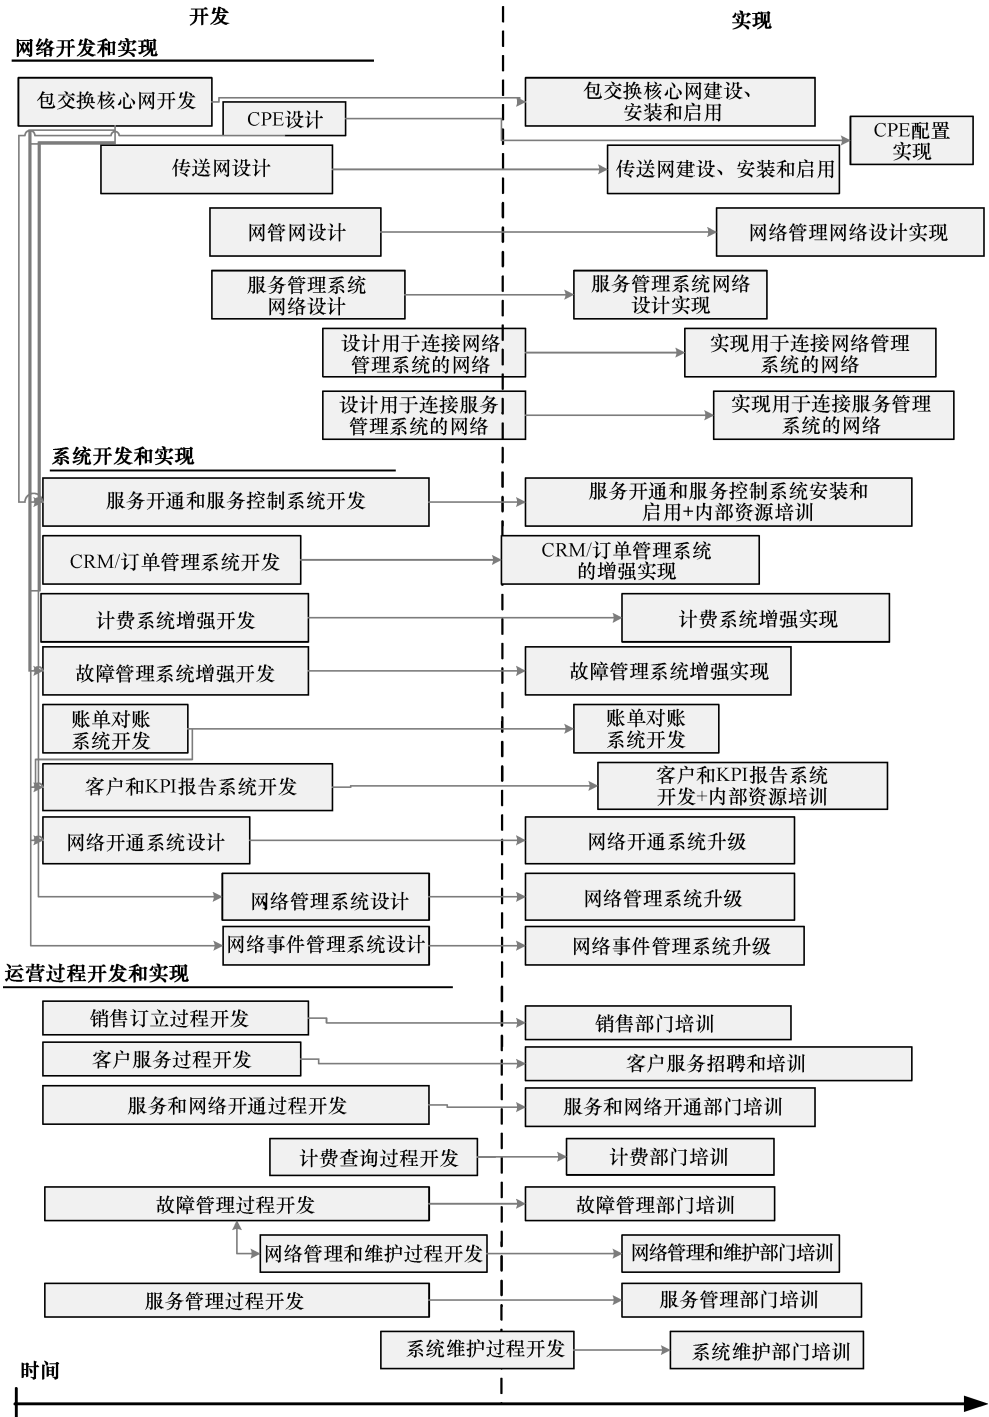 开发
实现
网络开发和实现
包交换核心网开发
包交换核心网建设、
安装和启用
CPE设计
CPE配置
实现
传送网设计
传送网建设、安装和启用
网管网设计
网络管理网络设计实现
服务管理系统
网络设计
服务管理系统网络
设计实现
设计用于连接网络
管理系统的网络
实现用于连接网络管理
系统的网络
设计用于连接服务
管理系统的网络
实现用于连接服务管理
系统的网络
系统开发和实现
服务开通和服务控制系统开发
服务开通和服务控制系统安装和
启用+内部资源培训
CRM/订单管理系统开发
CRM/订单管理系统
的增强实现
计费系统增强开发
计费系统增强实现
故障管理系统增强开发
故障管理系统增强实现
账单对账
系统开发
账单对账
系统开发
客户和KPI报告系统开发
客户和KPI报告系统
开发+内部资源培训
网络开通系统设计
网络开通系统升级
网络管理系统设计
网络管理系统升级
网络事件管理系统设计
网络事件管理系统升级
运营过程开发和实现
销售订立过程开发
销售部门培训
客户服务过程开发
客户服务招聘和培训
服务和网络开通过程开发
服务和网络开通部门培训
计费查询过程开发
计费部门培训
故障管理过程开发
故障管理部门培训
网络管理和维护过程开发
网络管理和维护部门培训
服务管理过程开发
服务管理部门培训
系统维护过程开发
系统维护部门培训
时间